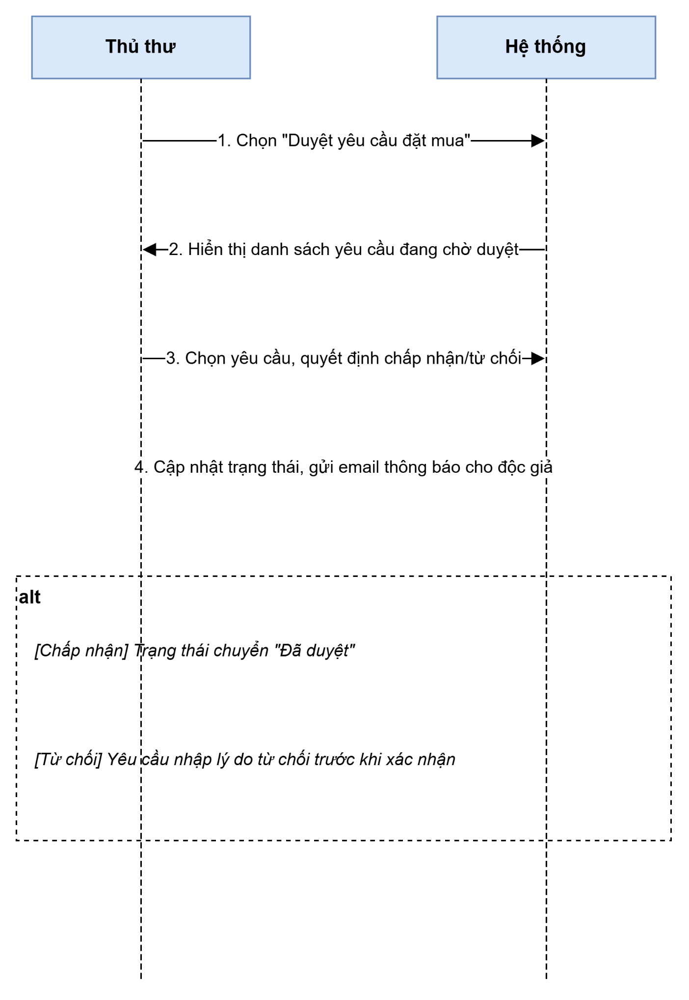 Thủ thư
Hệ thống
1. Chọn "Duyệt yêu cầu đặt mua"
2. Hiển thị danh sách yêu cầu đang chờ duyệt
3. Chọn yêu cầu, quyết định chấp nhận/từ chối
4. Cập nhật trạng thái, gửi email thông báo cho độc giả
alt
[Chấp nhận] Trạng thái chuyển "Đã duyệt"
[Từ chối] Yêu cầu nhập lý do từ chối trước khi xác nhận